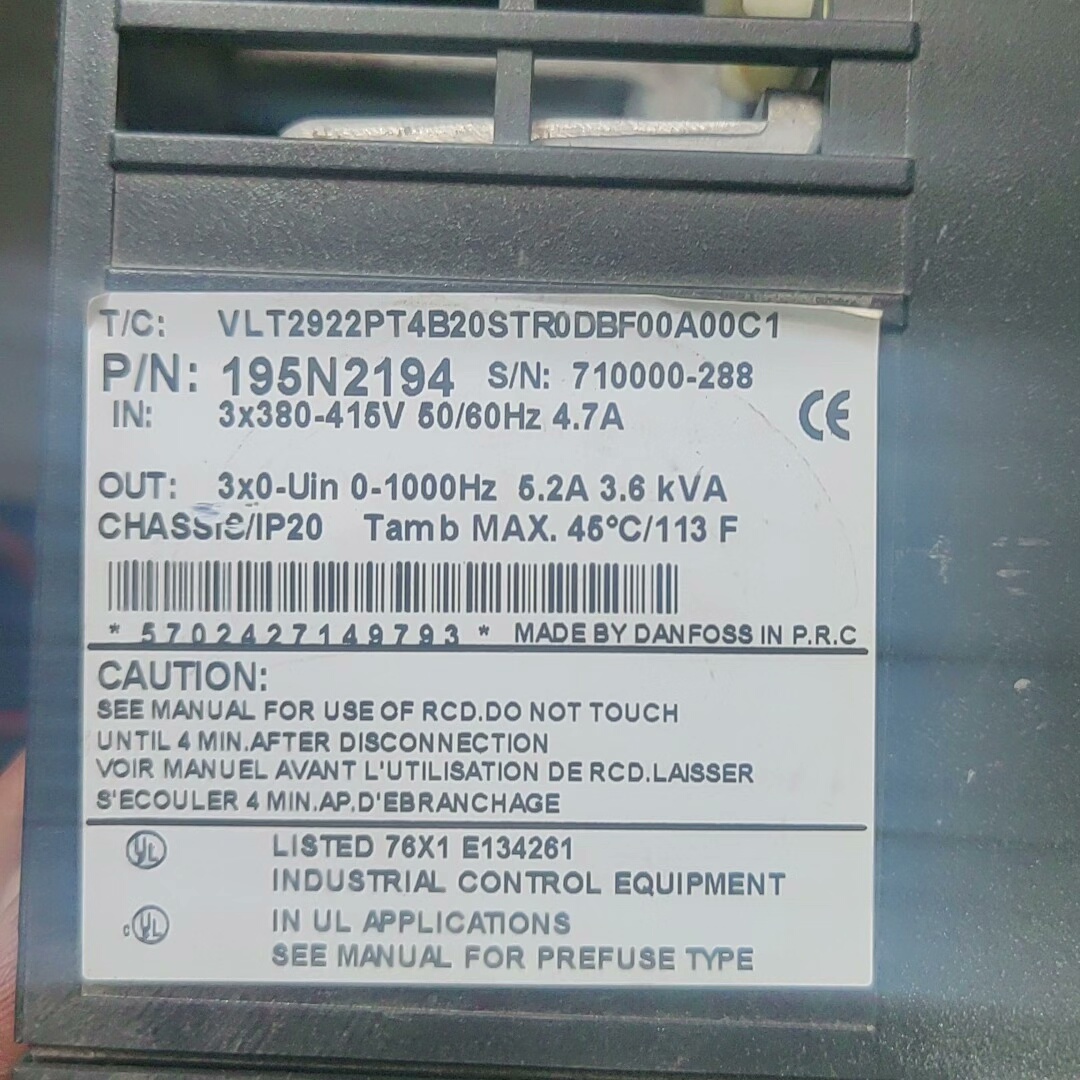 T/C: VLT2922PT4B20STR0DBF00A00C1
P/N: 195N2194 S/N: 710000-288
IN: 3x380-415V 50/60Hz 4.7A
CE
OUT: 3x0-Uin 0-1000Hz 5.2A 3.6 kVA
CHASSIS/IP20 Tamb MAX. 45°C/113 F
* 5702427149793 * MADE BY DANFOSS IN P.R.C
CAUTION:
SEE MANUAL FOR USE OF RCD.DO NOT TOUCH
UNTIL 4 MIN.AFTER DISCONNECTION
VOIR MANUEL AVANT L'UTILISATION DE RCD.LAISSER
S'ECOULER 4 MIN.AP.D'EBRANCHAGE
UL LISTED 76X1 E134261
INDUSTRIAL CONTROL EQUIPMENT
c UL IN UL APPLICATIONS
SEE MANUAL FOR PREFUSE TYPE